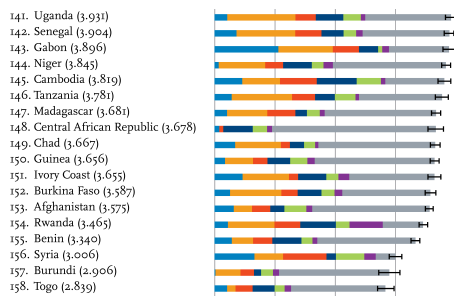 141. Uganda (3.931)
142. Senegal (3.904)
143. Gabon (3.896)
144. Niger (3.845)
145. Cambodia (3.819)
146. Tanzania (3.781)
147. Madagascar (3.681)
148. Central African Republic (3.678)
149. Chad (3.667)
150. Guinea (3.656)
151. Ivory Coast (3.655)
152. Burkina Faso (3.587)
153. Afghanistan (3.575)
154. Rwanda (3.465)
155. Benin (3.340)
156. Syria (3.006)
157. Burundi (2.906)
158. Togo (2.839)